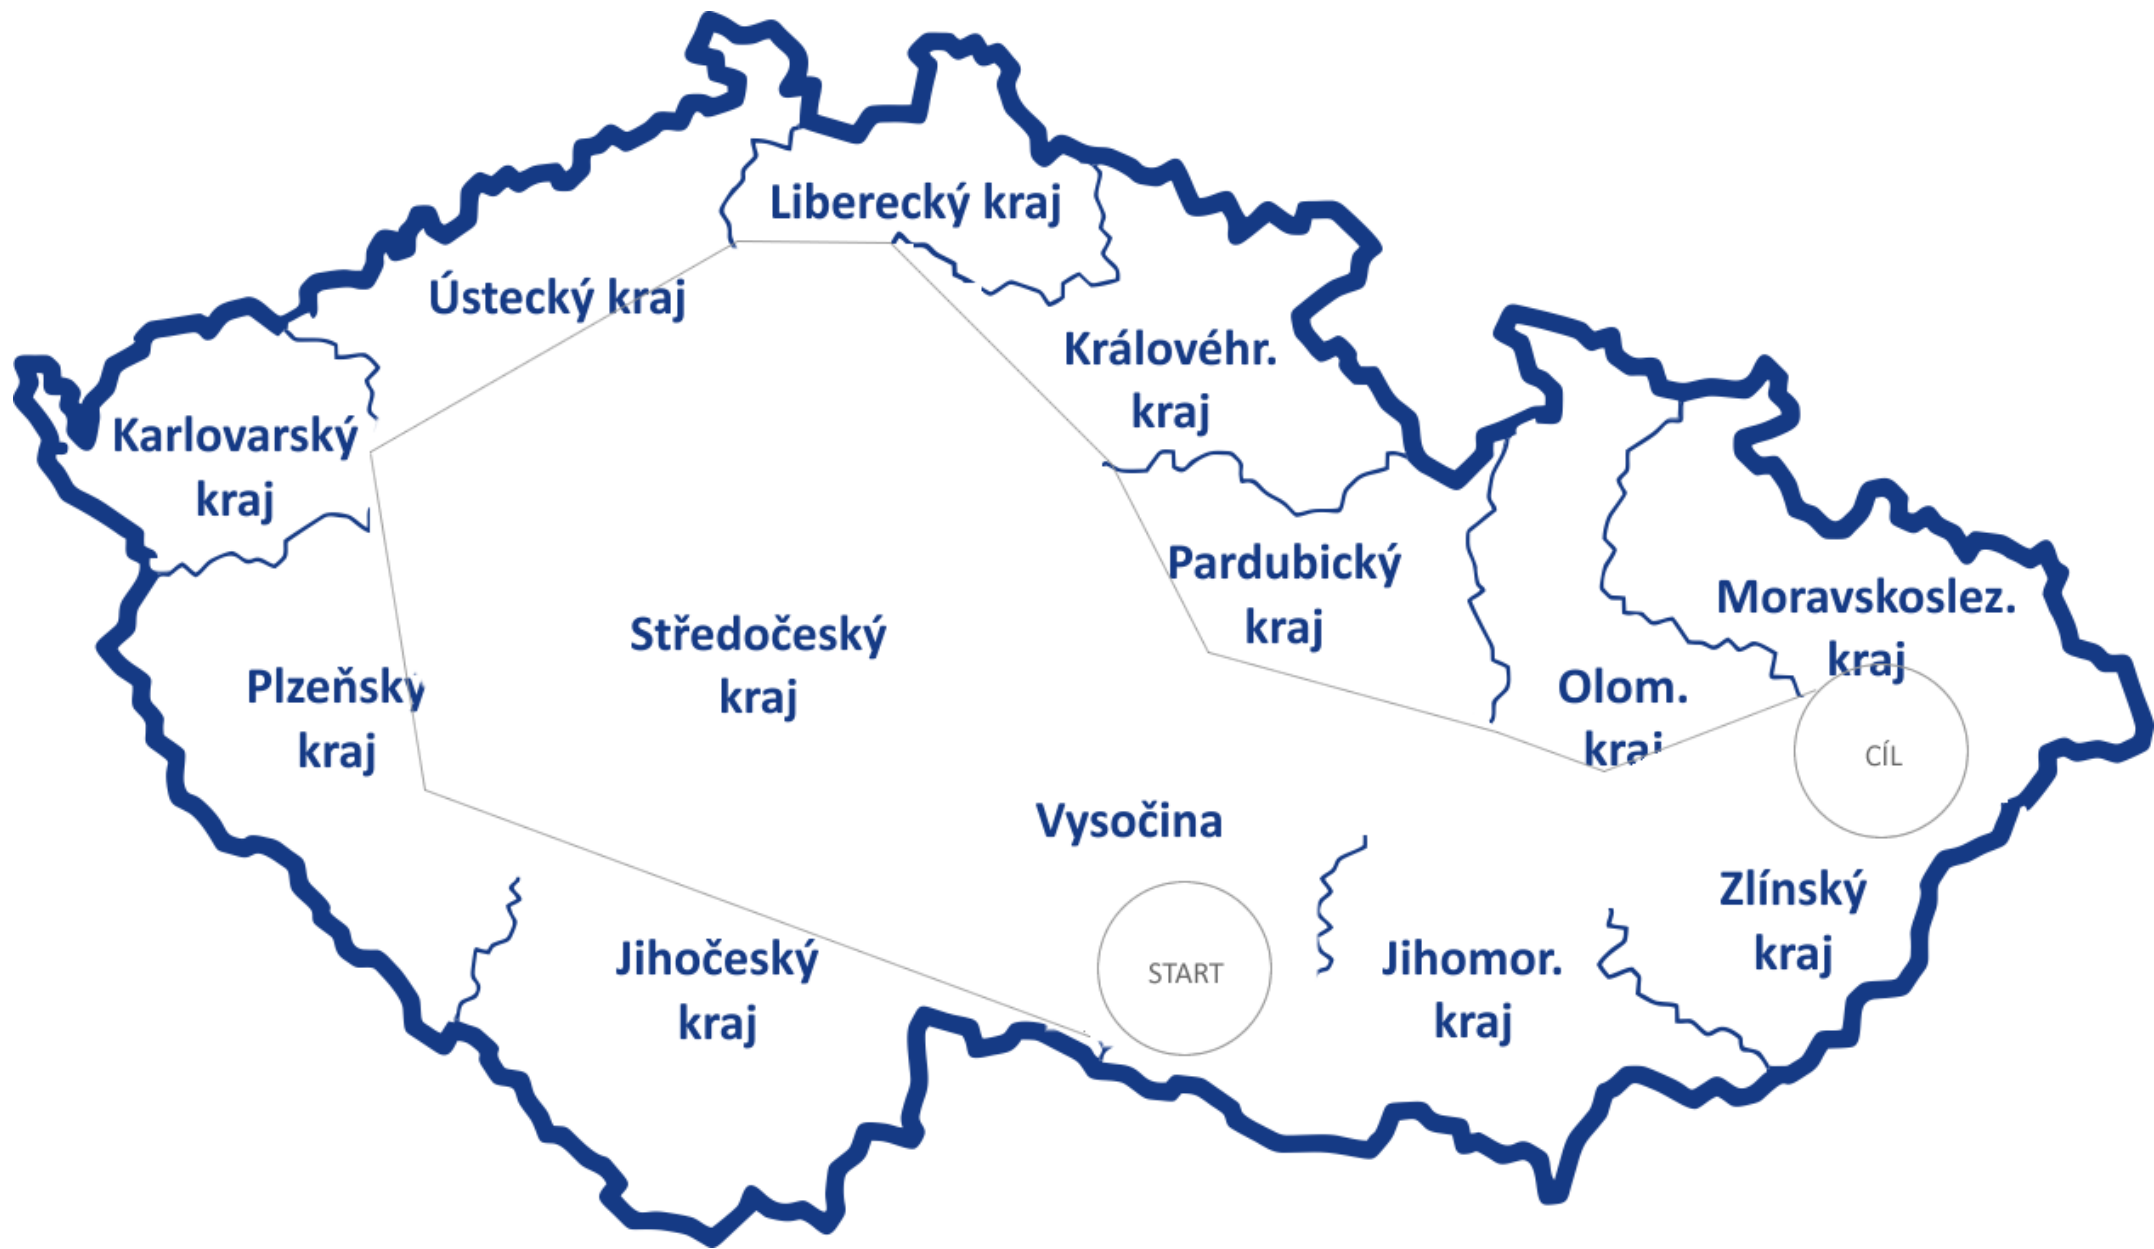 Liberecký kraj
Ústecký kraj
Královéhr.
kraj
Karlovarský
kraj
Pardubický
kraj
Moravskoslez.
kraj
Středočeský
kraj
Plzeňský
kraj
Olom.
kraj
CÍL
Vysočina
Zlínský
kraj
START
Jihočeský
kraj
Jihomor.
kraj